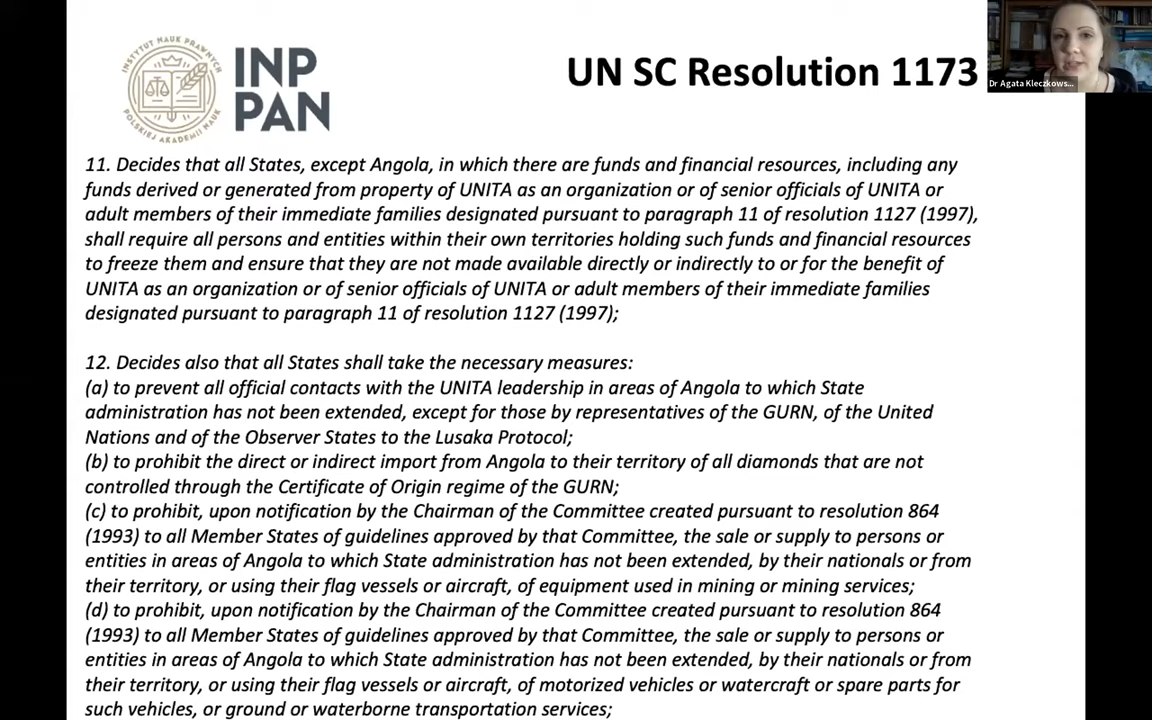 INSTYTUT NAUK PRAWNYCH
POLSKIEJ AKADEMII NAUK
INP
PAN
UN SC Resolution 1173
Dr Agata Kleczkows...
11. Decides that all States, except Angola, in which there are funds and financial resources, including any
funds derived or generated from property of UNITA as an organization or of senior officials of UNITA or
adult members of their immediate families designated pursuant to paragraph 11 of resolution 1127 (1997),
shall require all persons and entities within their own territories holding such funds and financial resources
to freeze them and ensure that they are not made available directly or indirectly to or for the benefit of
UNITA as an organization or of senior officials of UNITA or adult members of their immediate families
designated pursuant to paragraph 11 of resolution 1127 (1997);
12. Decides also that all States shall take the necessary measures:
(a) to prevent all official contacts with the UNITA leadership in areas of Angola to which State
administration has not been extended, except for those by representatives of the GURN, of the United
Nations and of the Observer States to the Lusaka Protocol;
(b) to prohibit the direct or indirect import from Angola to their territory of all diamonds that are not
controlled through the Certificate of Origin regime of the GURN;
(c) to prohibit, upon notification by the Chairman of the Committee created pursuant to resolution 864
(1993) to all Member States of guidelines approved by that Committee, the sale or supply to persons or
entities in areas of Angola to which State administration has not been extended, by their nationals or from
their territory, or using their flag vessels or aircraft, of equipment used in mining or mining services;
(d) to prohibit, upon notification by the Chairman of the Committee created pursuant to resolution 864
(1993) to all Member States of guidelines approved by that Committee, the sale or supply to persons or
entities in areas of Angola to which State administration has not been extended, by their nationals or from
their territory, or using their flag vessels or aircraft, of motorized vehicles or watercraft or spare parts for
such vehicles, or ground or waterborne transportation services;